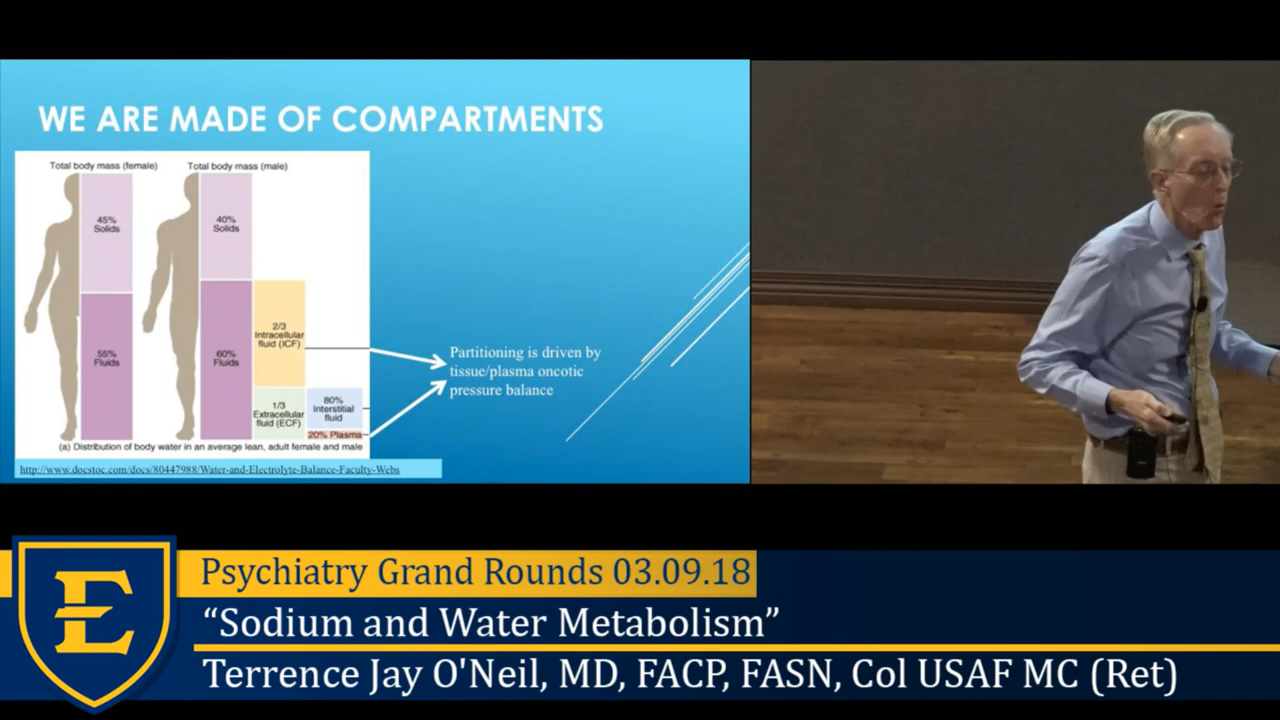 WE ARE MADE OF COMPARTMENTS
Total body mass (female)
Total body mass (male)
45%
Solids
40%
Solids
2/3
Intracellular
fluid (ICF)
55%
Fluids
60%
Fluids
1/3
Extracellular
fluid (ECF)
80%
Interstitial
fluid
20% Plasma
(a) Distribution of body water in an average lean, adult female and male
Partitioning is driven by
tissue/plasma oncotic
pressure balance
http://www.docstoc.com/docs/80447988/Water-and-Electrolyte-Balance-Faculty-Webs
E
Psychiatry Grand Rounds 03.09.18
“Sodium and Water Metabolism”
Terrence Jay O'Neil, MD, FACP, FASN, Col USAF MC (Ret)